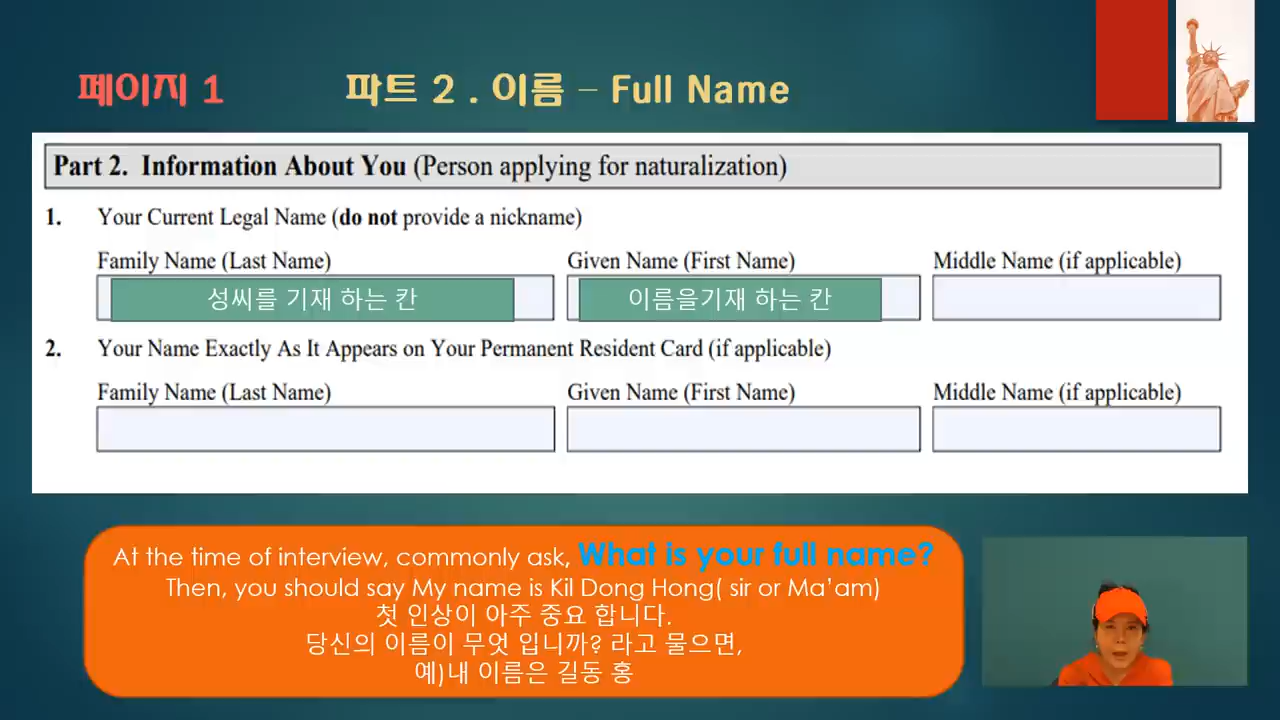 페이지 1
파트 2 . 이름 – Full Name
Part 2. Information About You (Person applying for naturalization)
1. Your Current Legal Name (do not provide a nickname)
Family Name (Last Name) Given Name (First Name) Middle Name (if applicable)
성씨를 기재 하는 칸 이름을기재 하는 칸
2. Your Name Exactly As It Appears on Your Permanent Resident Card (if applicable)
Family Name (Last Name) Given Name (First Name) Middle Name (if applicable)
At the time of interview, commonly ask, What is your full name?
Then, you should say My name is Kil Dong Hong( sir or Ma’am)
첫 인상이 아주 중요 합니다.
당신의 이름이 무엇 입니까? 라고 물으면,
예)내 이름은 길동 홍